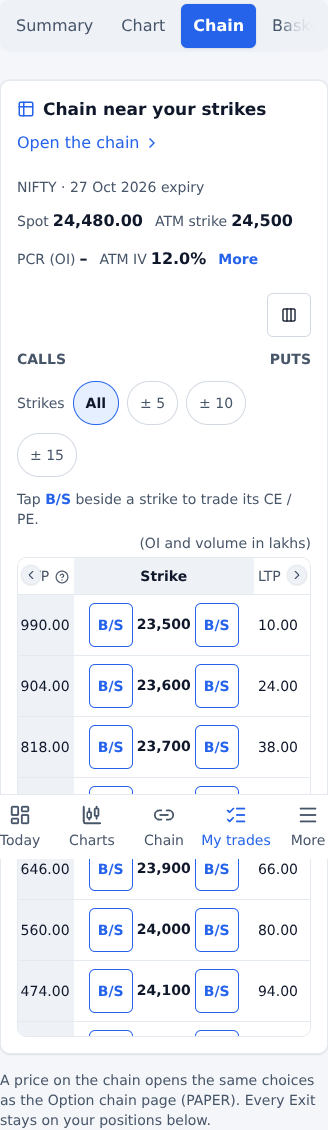 Summary Chart Chain
Chain near your strikes
Open the chain
NIFTY · 27 Oct 2026 expiry
Spot 24,480.00 ATM strike 24,500
PCR (OI) – ATM IV 12.0% More
CALLS PUTS
Strikes All ± 5 ± 10
± 15
Tap B/S beside a strike to trade its CE /
PE.
(OI and volume in lakhs)
Strike LTP
990.00 B/S 23,500 B/S 10.00
904.00 B/S 23,600 B/S 24.00
818.00 B/S 23,700 B/S 38.00
Today Charts Chain My trades More
646.00 B/S 23,900 B/S 66.00
560.00 B/S 24,000 B/S 80.00
474.00 B/S 24,100 B/S 94.00
A price on the chain opens the same choices
as the Option chain page (PAPER). Every Exit
stays on your positions below.